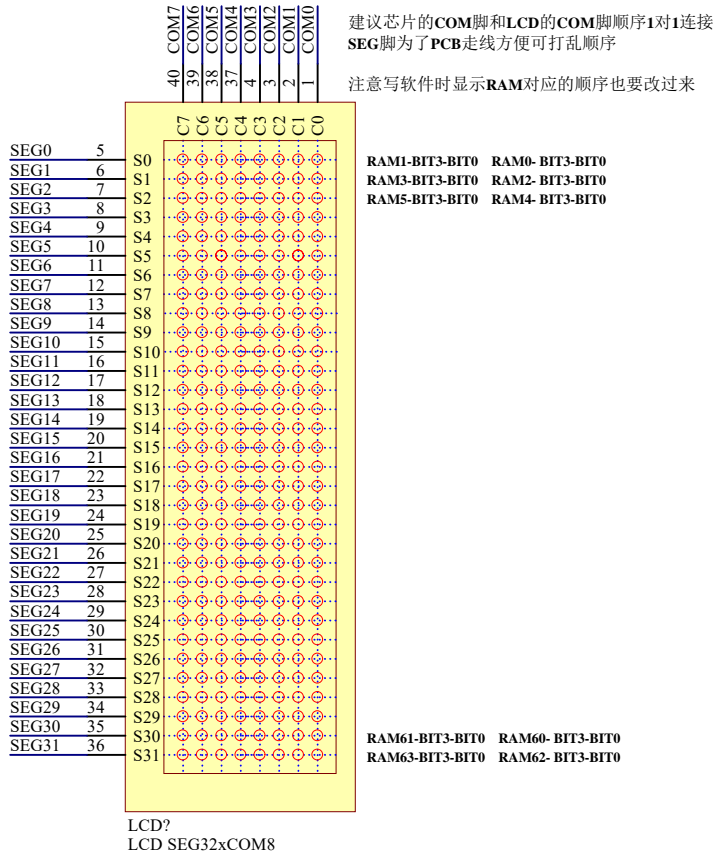 建议芯片的COM脚和LCD的COM脚顺序1对1连接
SEG脚为了PCB走线方便可打乱顺序
注意写软件时显示RAM对应的顺序也要改过来
COM7 COM6 COM5 COM4 COM3 COM2 COM1 COM0
40 39 38 37 4 3 2 1
C7 C6 C5 C4 C3 C2 C1 C0
SEG0 5 S0 RAM1-BIT3-BIT0 RAM0- BIT3-BIT0
SEG1 6 S1 RAM3-BIT3-BIT0 RAM2- BIT3-BIT0
SEG2 7 S2 RAM5-BIT3-BIT0 RAM4- BIT3-BIT0
SEG3 8 S3
SEG4 9 S4
SEG5 10 S5
SEG6 11 S6
SEG7 12 S7
SEG8 13 S8
SEG9 14 S9
SEG10 15 S10
SEG11 16 S11
SEG12 17 S12
SEG13 18 S13
SEG14 19 S14
SEG15 20 S15
SEG16 21 S16
SEG17 22 S17
SEG18 23 S18
SEG19 24 S19
SEG20 25 S20
SEG21 26 S21
SEG22 27 S22
SEG23 28 S23
SEG24 29 S24
SEG25 30 S25
SEG26 31 S26
SEG27 32 S27
SEG28 33 S28
SEG29 34 S29
SEG30 35 S30 RAM61-BIT3-BIT0 RAM60- BIT3-BIT0
SEG31 36 S31 RAM63-BIT3-BIT0 RAM62- BIT3-BIT0
LCD?
LCD SEG32xCOM8